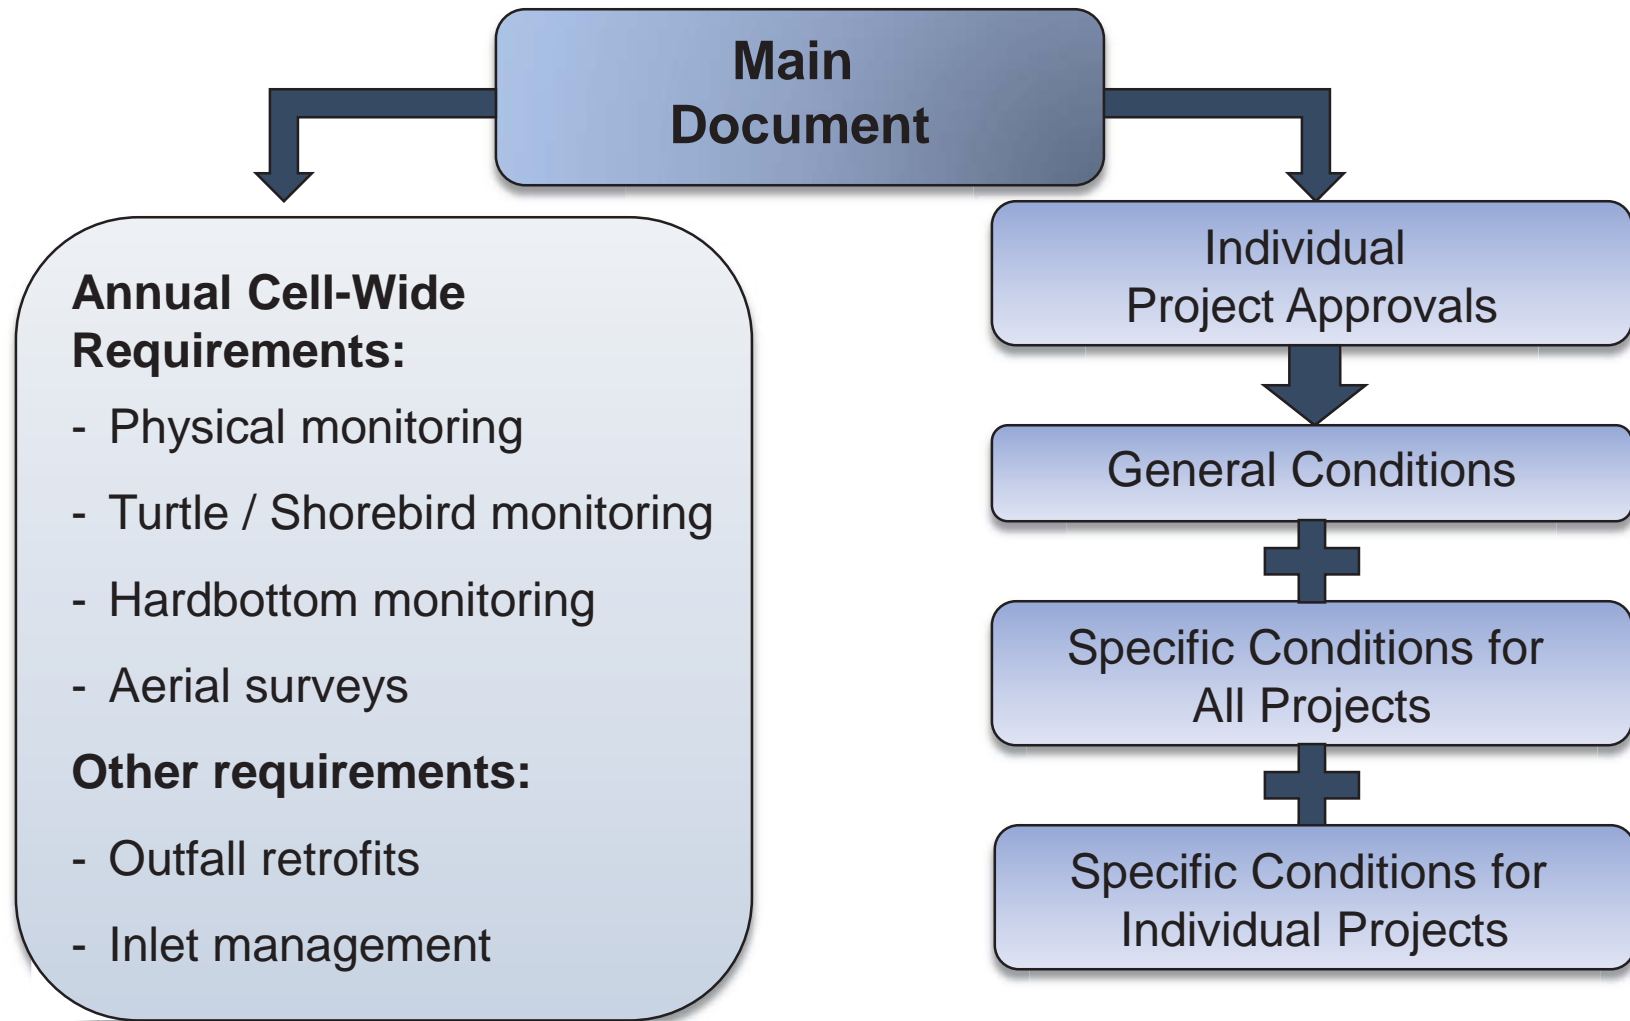 Main
Document
Annual Cell-Wide
Requirements:
- Physical monitoring
- Turtle / Shorebird monitoring
- Hardbottom monitoring
- Aerial surveys
Other requirements:
- Outfall retrofits
- Inlet management
Individual
Project Approvals
General Conditions
Specific Conditions for
All Projects
Specific Conditions for
Individual Projects